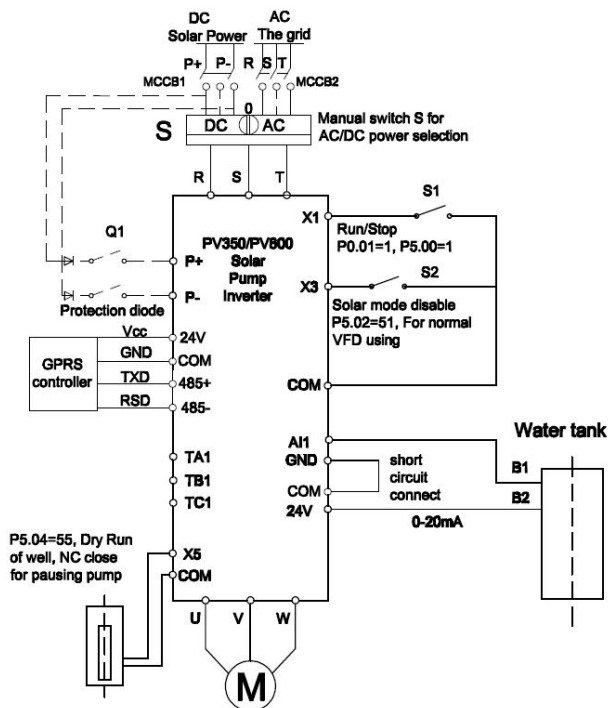 DC
Solar Power
AC
The grid
P+ P- R S T
MCCB1
MCCB2
0
S
DC
AC
Manual switch S for
AC/DC power selection
R S T
Q1
P+
P-
Protection diode
PV350/PV800
Solar
Pump
Inverter
X1
S1
Run/Stop
P0.01=1, P5.00=1
X3
S2
Solar mode disable
P5.02=51, For normal
VFD using
COM
GPRS
controller
Vcc
GND
TXD
RSD
24V
COM
485+
485-
TA1
TB1
TC1
AI1
GND
COM
24V
short
circuit
connect
0-20mA
Water tank
B1
B2
P5.04=55, Dry Run
of well, NC close
for pausing pump
X5
COM
U V W
M